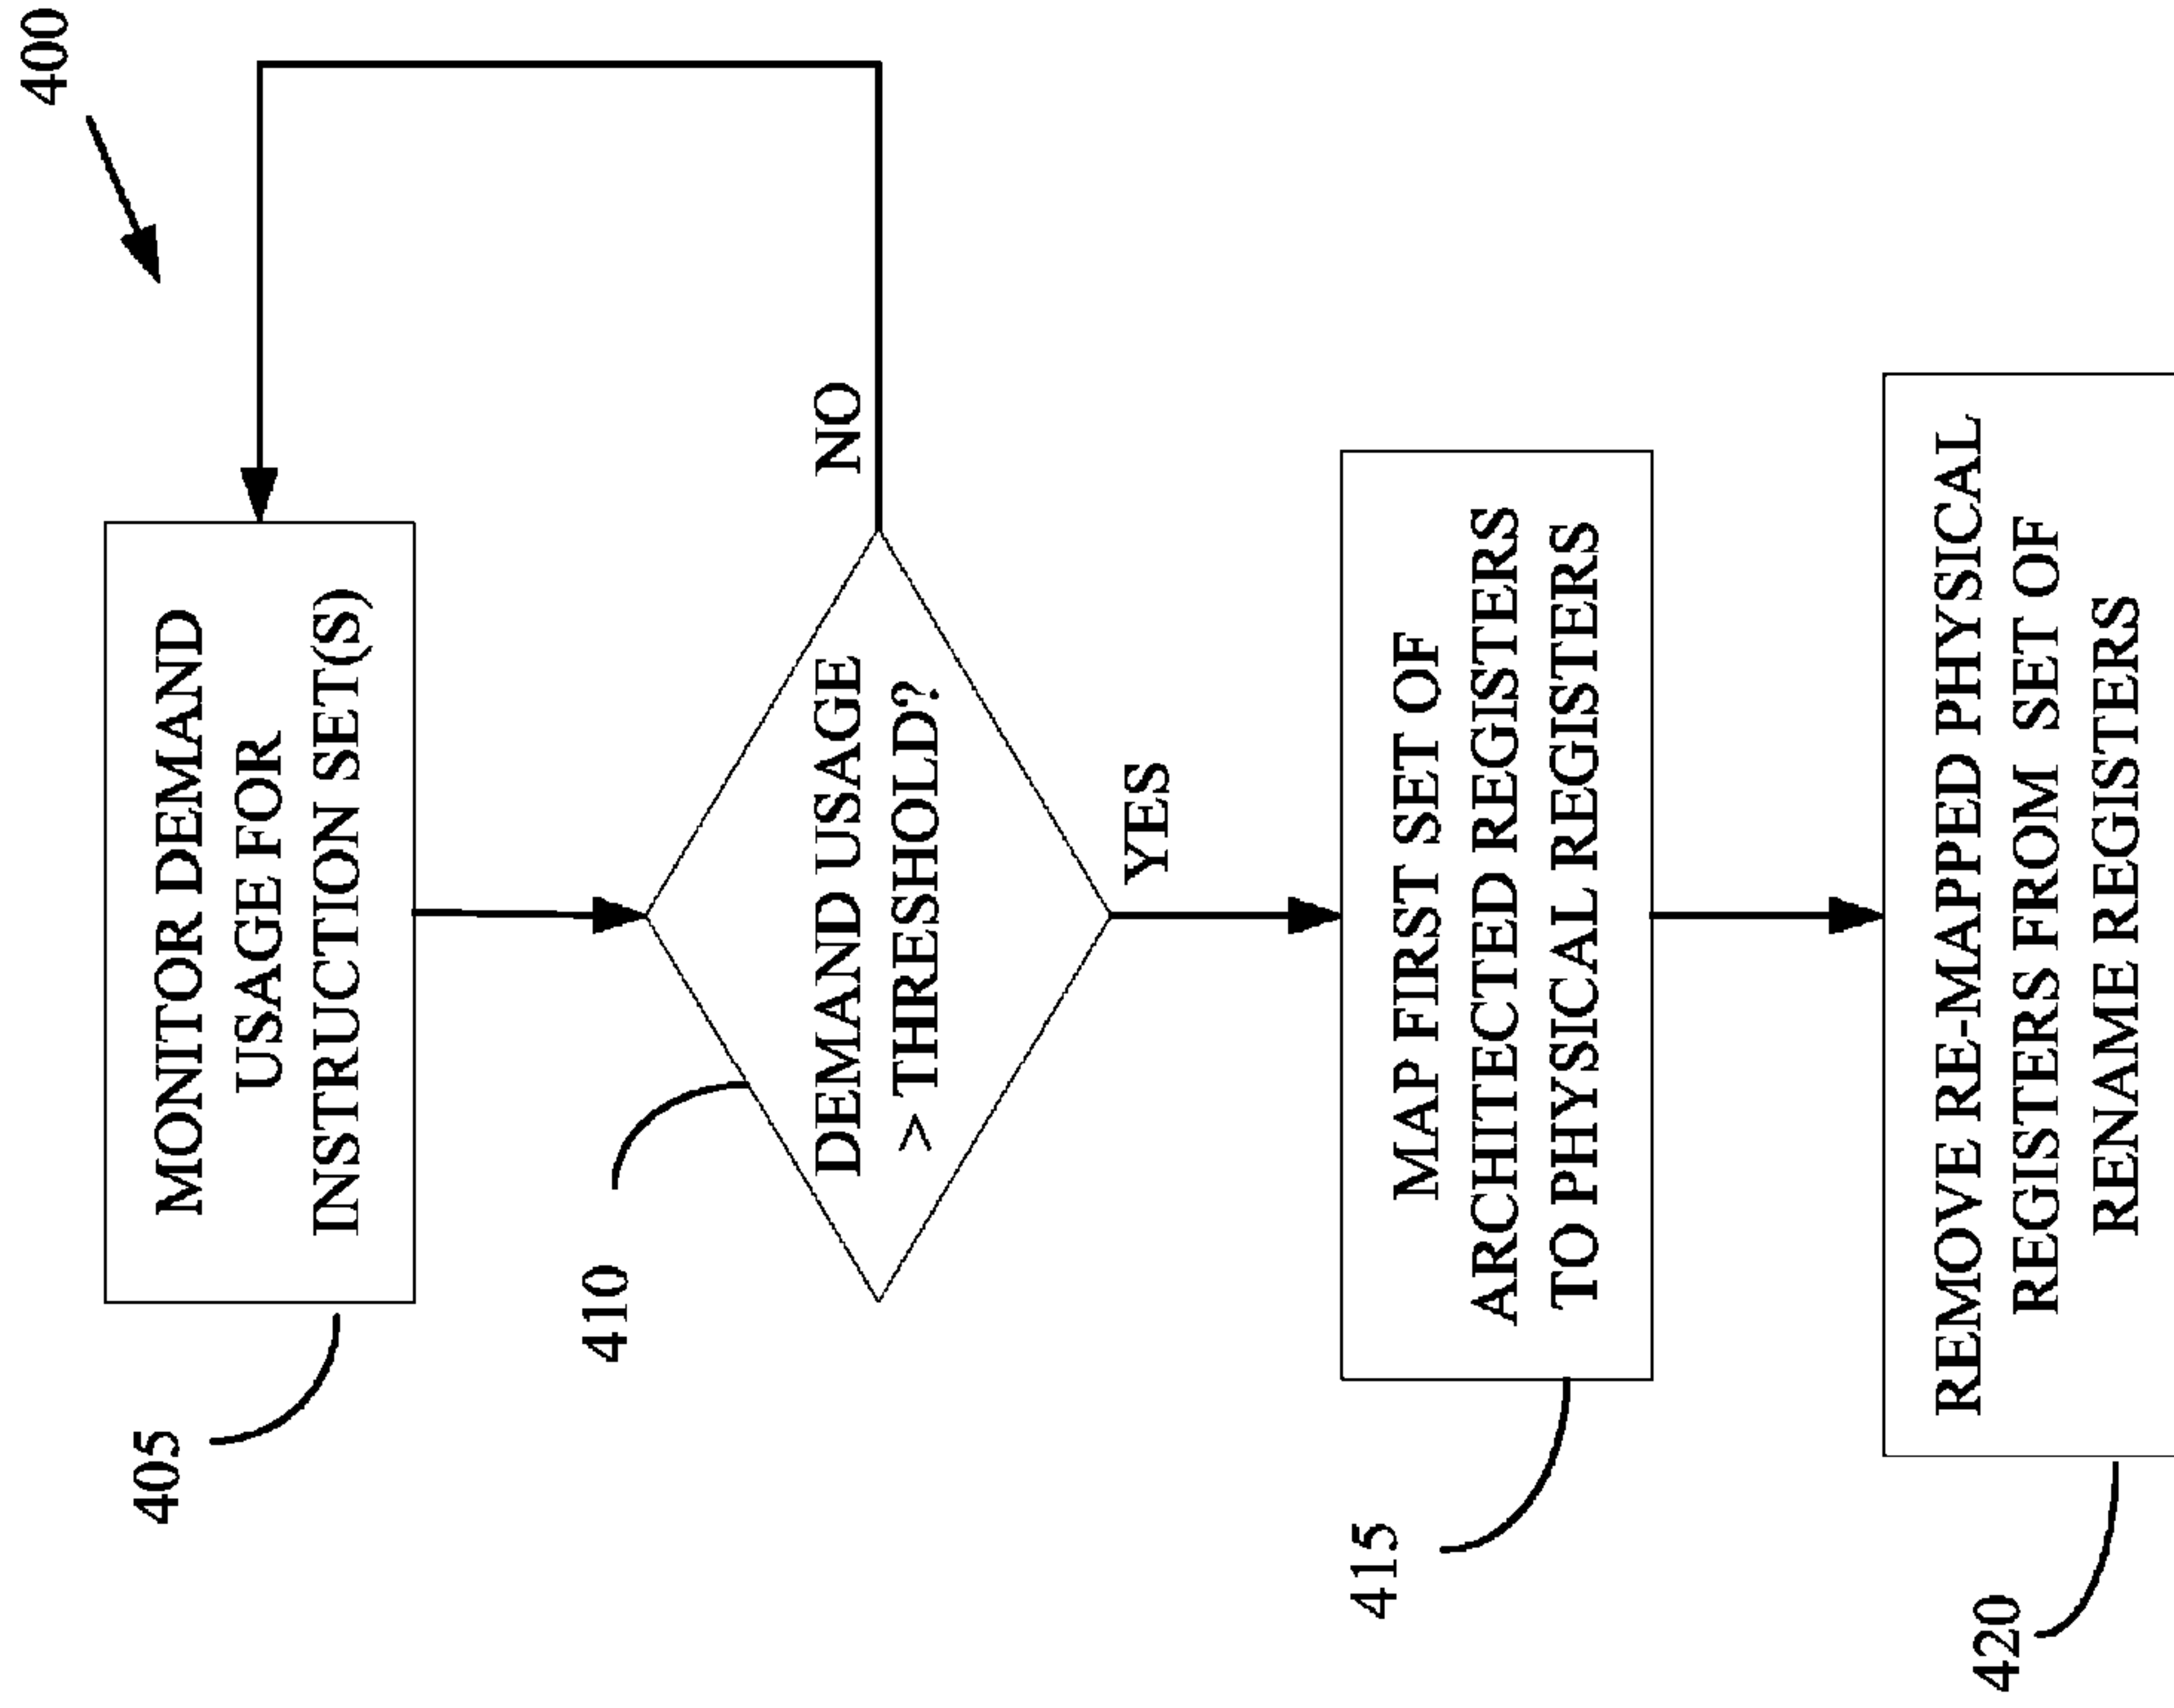 400
405
MONITOR DEMAND
USAGE FOR
INSTRUCTION SET(S)
410
DEMAND USAGE
> THRESHOLD?
NO
YES
415
MAP FIRST SET OF
ARCHITECTED REGISTERS
TO PHYSICAL REGISTERS
420
REMOVE RE-MAPPED PHYSICAL
REGISTERS FROM SET OF
RENAME REGISTERS